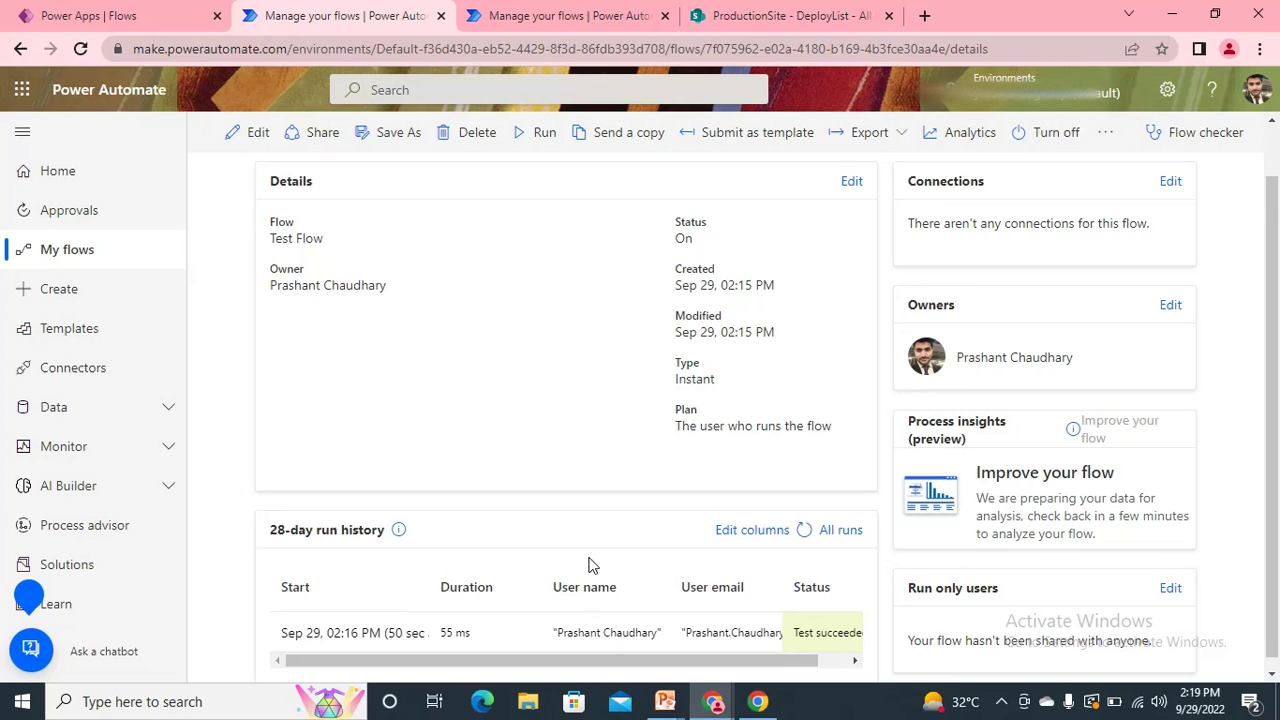 Power Apps | Flows
Manage your flows | Power Auto
Manage your flows | Power Auto
ProductionSite - DeployList - All
make.powerautomate.com/environments/Default-f36d430a-eb52-4429-8f3d-86fdb393d708/flows/7f075962-e02a-4180-b169-4b3fce30aa4e/details
Power Automate
Search
Environments
ault)
Edit
Share
Save As
Delete
Run
Send a copy
Submit as template
Export
Analytics
Turn off
Flow checker
Home
Approvals
My flows
Create
Templates
Connectors
Data
Monitor
AI Builder
Process advisor
Solutions
Learn
Ask a chatbot
Details
Edit
Flow
Test Flow
Owner
Prashant Chaudhary
Status
On
Created
Sep 29, 02:15 PM
Modified
Sep 29, 02:15 PM
Type
Instant
Plan
The user who runs the flow
28-day run history
Edit columns
All runs
Start
Duration
User name
User email
Status
Sep 29, 02:16 PM (50 sec .
55 ms
"Prashant Chaudhary"
"Prashant.Chaudhary
Test succeede
Connections
Edit
There aren't any connections for this flow.
Owners
Edit
Prashant Chaudhary
Process insights
(preview)
Improve your
flow
Improve your flow
We are preparing your data for
analysis, check back in a few minutes
to analyze your flow.
Run only users
Edit
Your flow hasn't been shared with anyone.
Activate Windows
Go to Settings to activate Windows.
Type here to search
32°C
2:19 PM
9/29/2022
2